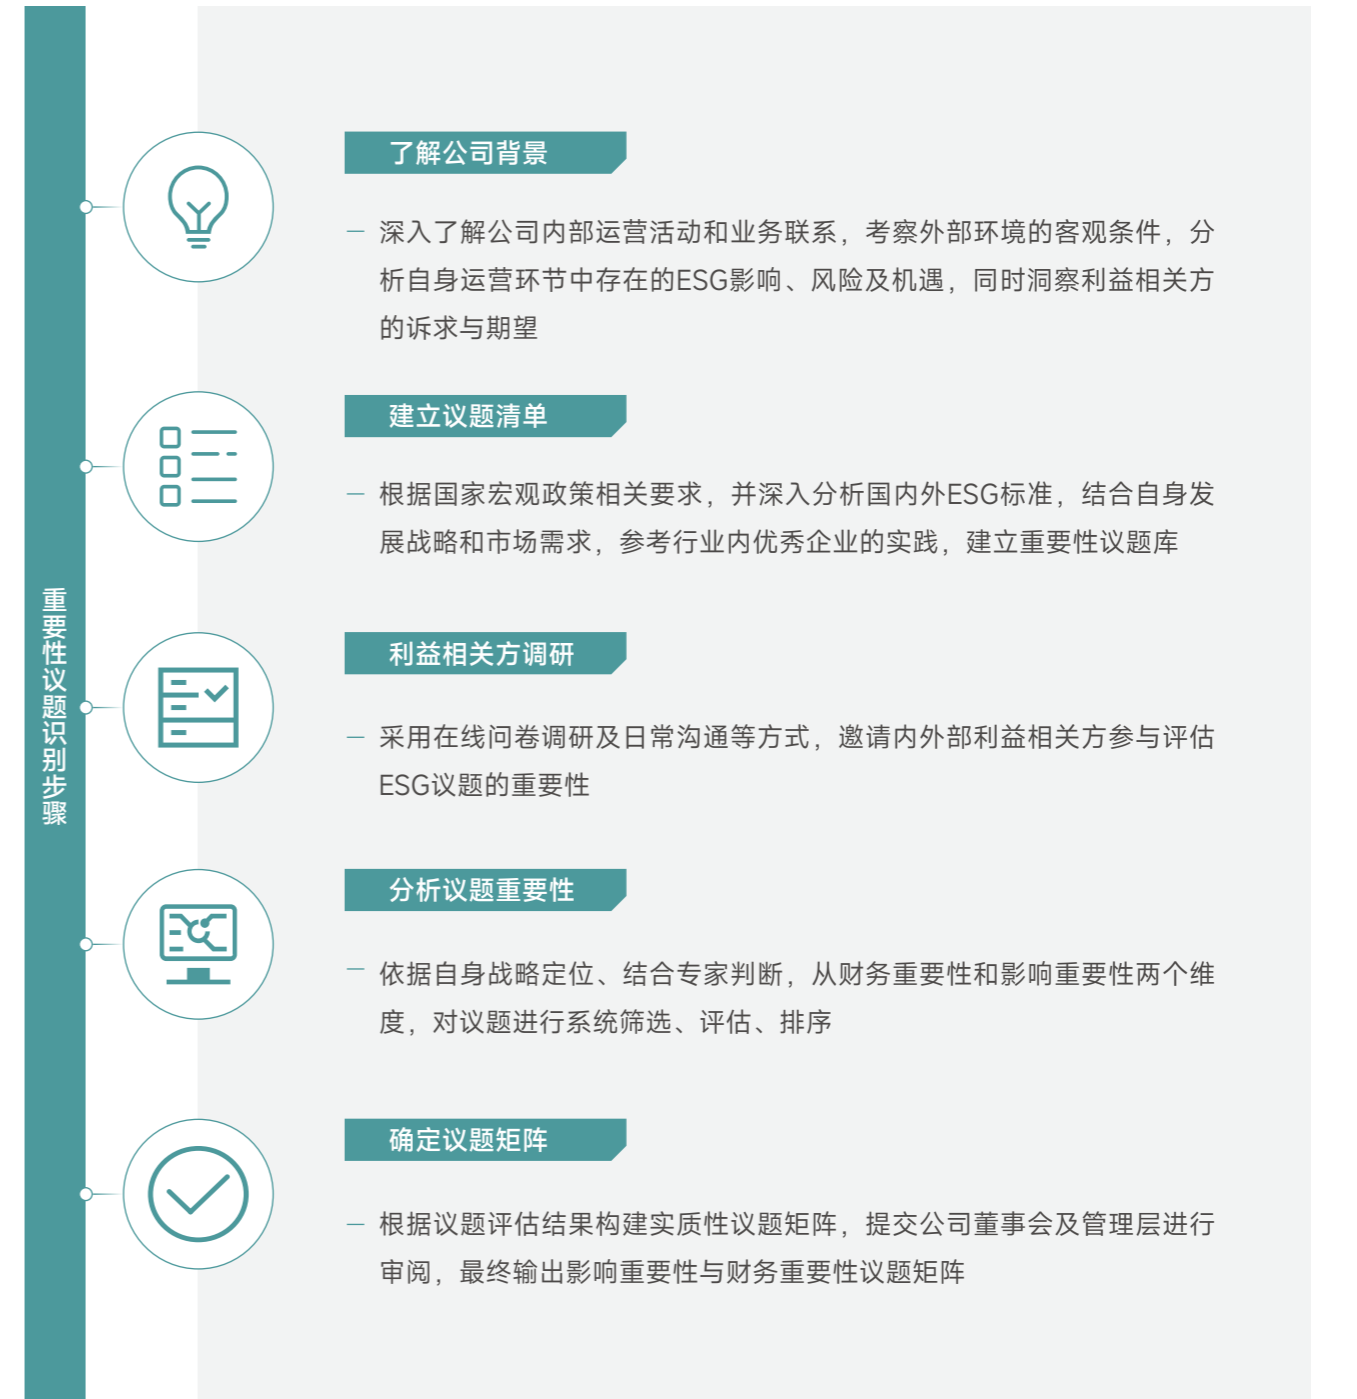 重要性议题识别步骤
了解公司背景
深入了解公司内部运营活动和业务联系，考察外部环境的客观条件，分
析自身运营环节中存在的ESG影响、风险及机遇，同时洞察利益相关方
的诉求与期望
建立议题清单
根据国家宏观政策相关要求，并深入分析国内外ESG标准，结合自身发
展战略和市场需求，参考行业内优秀企业的实践，建立重要性议题库
利益相关方调研
采用在线问卷调研及日常沟通等方式，邀请内外部利益相关方参与评估
ESG议题的重要性
分析议题重要性
依据自身战略定位、结合专家判断，从财务重要性和影响重要性两个维
度，对议题进行系统筛选、评估、排序
确定议题矩阵
根据议题评估结果构建实质性议题矩阵，提交公司董事会及管理层进行
审阅，最终输出影响重要性与财务重要性议题矩阵